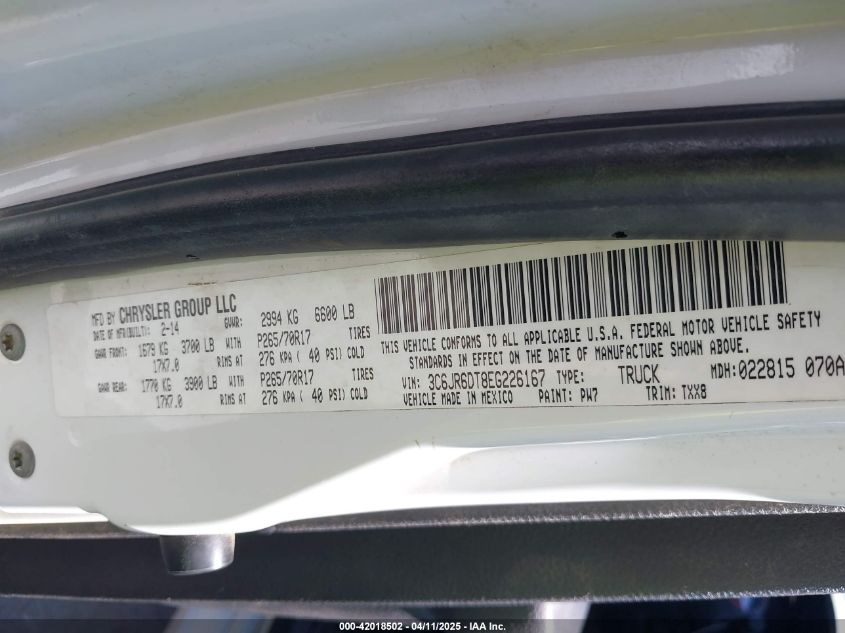 MFD BY CHRYSLER GROUP LLC
DATE OF MFR(BUILT): 2-14 GVWR: 2994 KG 6600 LB
GAWR FRONT: 1679 KG 3700 LB WITH P265/70R17 TIRES
17X7.0 RIMS AT 276 KPA ( 40 PSI) COLD
GAWR REAR: 1770 KG 3900 LB WITH P265/70R17 TIRES
17X7.0 RIMS AT 276 KPA ( 40 PSI) COLD
THIS VEHICLE CONFORMS TO ALL APPLICABLE U.S.A. FEDERAL MOTOR VEHICLE SAFETY
STANDARDS IN EFFECT ON THE DATE OF MANUFACTURE SHOWN ABOVE.
VIN: 3C6JR6DT8EG226167 TYPE: TRUCK MDH: 022815 070A
VEHICLE MADE IN MEXICO PAINT: PW7 TRIM: TXX8
000-42018502 - 04/11/2025 - IAA Inc.